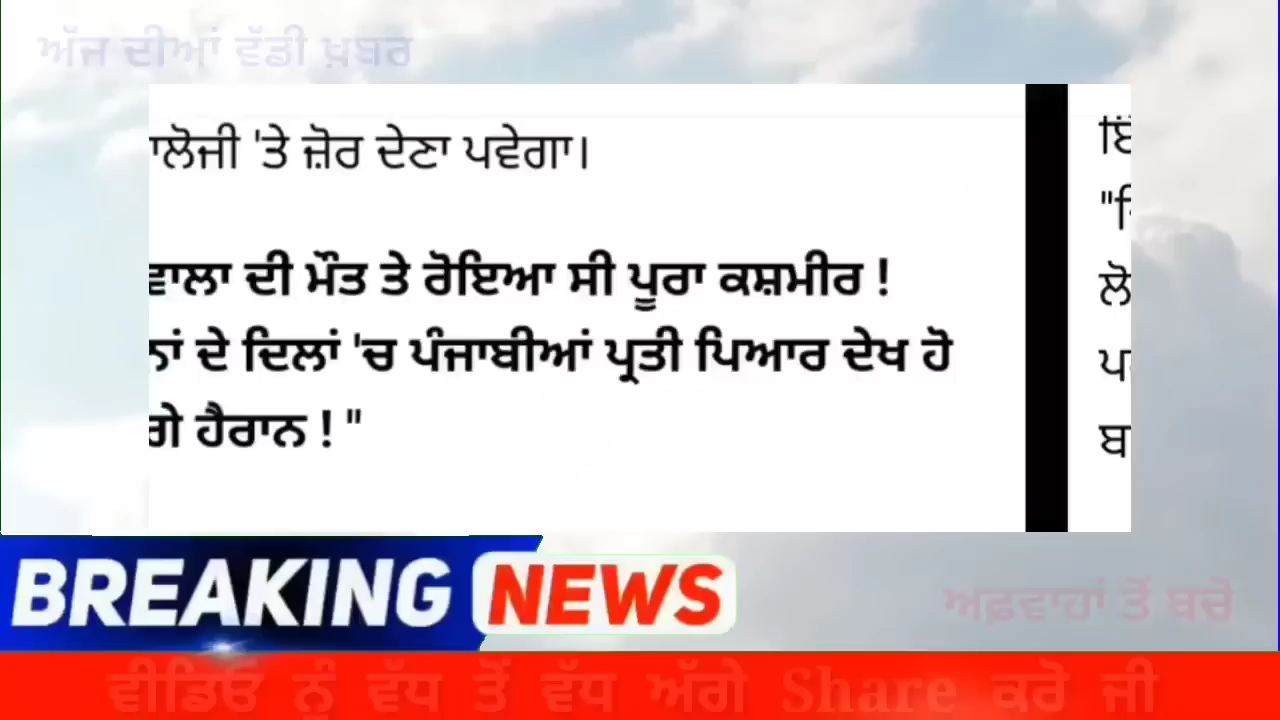 ਅੱਜ ਦੀਆਂ ਵੱਡੀ ਖ਼ਬਰ
ਾਲੋਜੀ 'ਤੇ ਜ਼ੋਰ ਦੇਣਾ ਪਵੇਗਾ।
ਵਾਲਾ ਦੀ ਮੌਤ ਤੇ ਰੋਇਆ ਸੀ ਪੂਰਾ ਕਸ਼ਮੀਰ !
ਨਾਂ ਦੇ ਦਿਲਾਂ 'ਚ ਪੰਜਾਬੀਆਂ ਪ੍ਰਤੀ ਪਿਆਰ ਦੇਖ ਹੋ
ਗੇ ਹੈਰਾਨ ! "
BREAKING NEWS
ਅਫ਼ਵਾਹਾਂ ਤੋਂ ਬਚੋ
ਵੀਡਿਓ ਨੂੰ ਵੱਧ ਤੋਂ ਵੱਧ ਅੱਗੇ Share ਕਰੋ ਜੀ